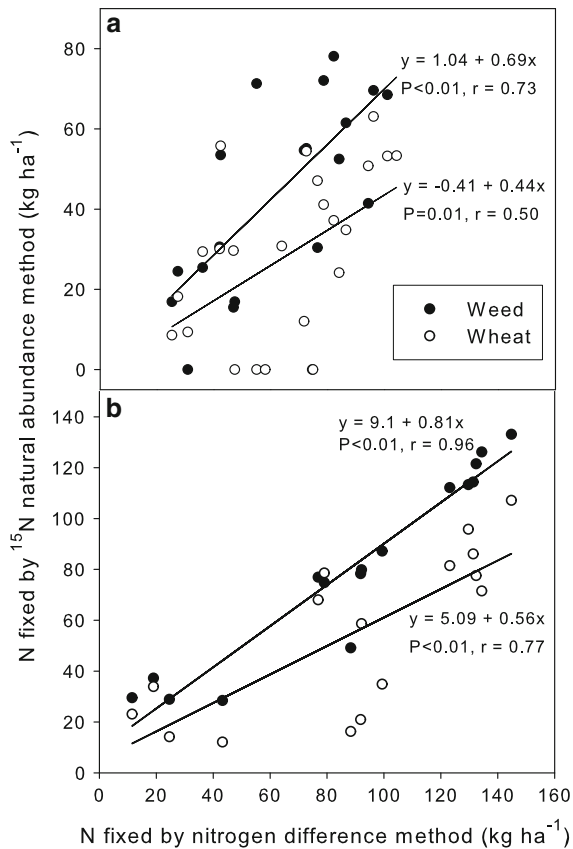 a
80
60
40
20
0
y = 1.04 + 0.69x
P<0.01, r = 0.73
y = -0.41 + 0.44x
P=0.01, r = 0.50
Weed
Wheat
b
140
120
100
80
60
40
20
0
y = 9.1 + 0.81x
P<0.01, r = 0.96
y = 5.09 + 0.56x
P<0.01, r = 0.77
0 20 40 60 80 100 120 140 160
N fixed by nitrogen difference method (kg ha⁻¹)
N fixed by ¹⁵N natural abundance method (kg ha⁻¹)